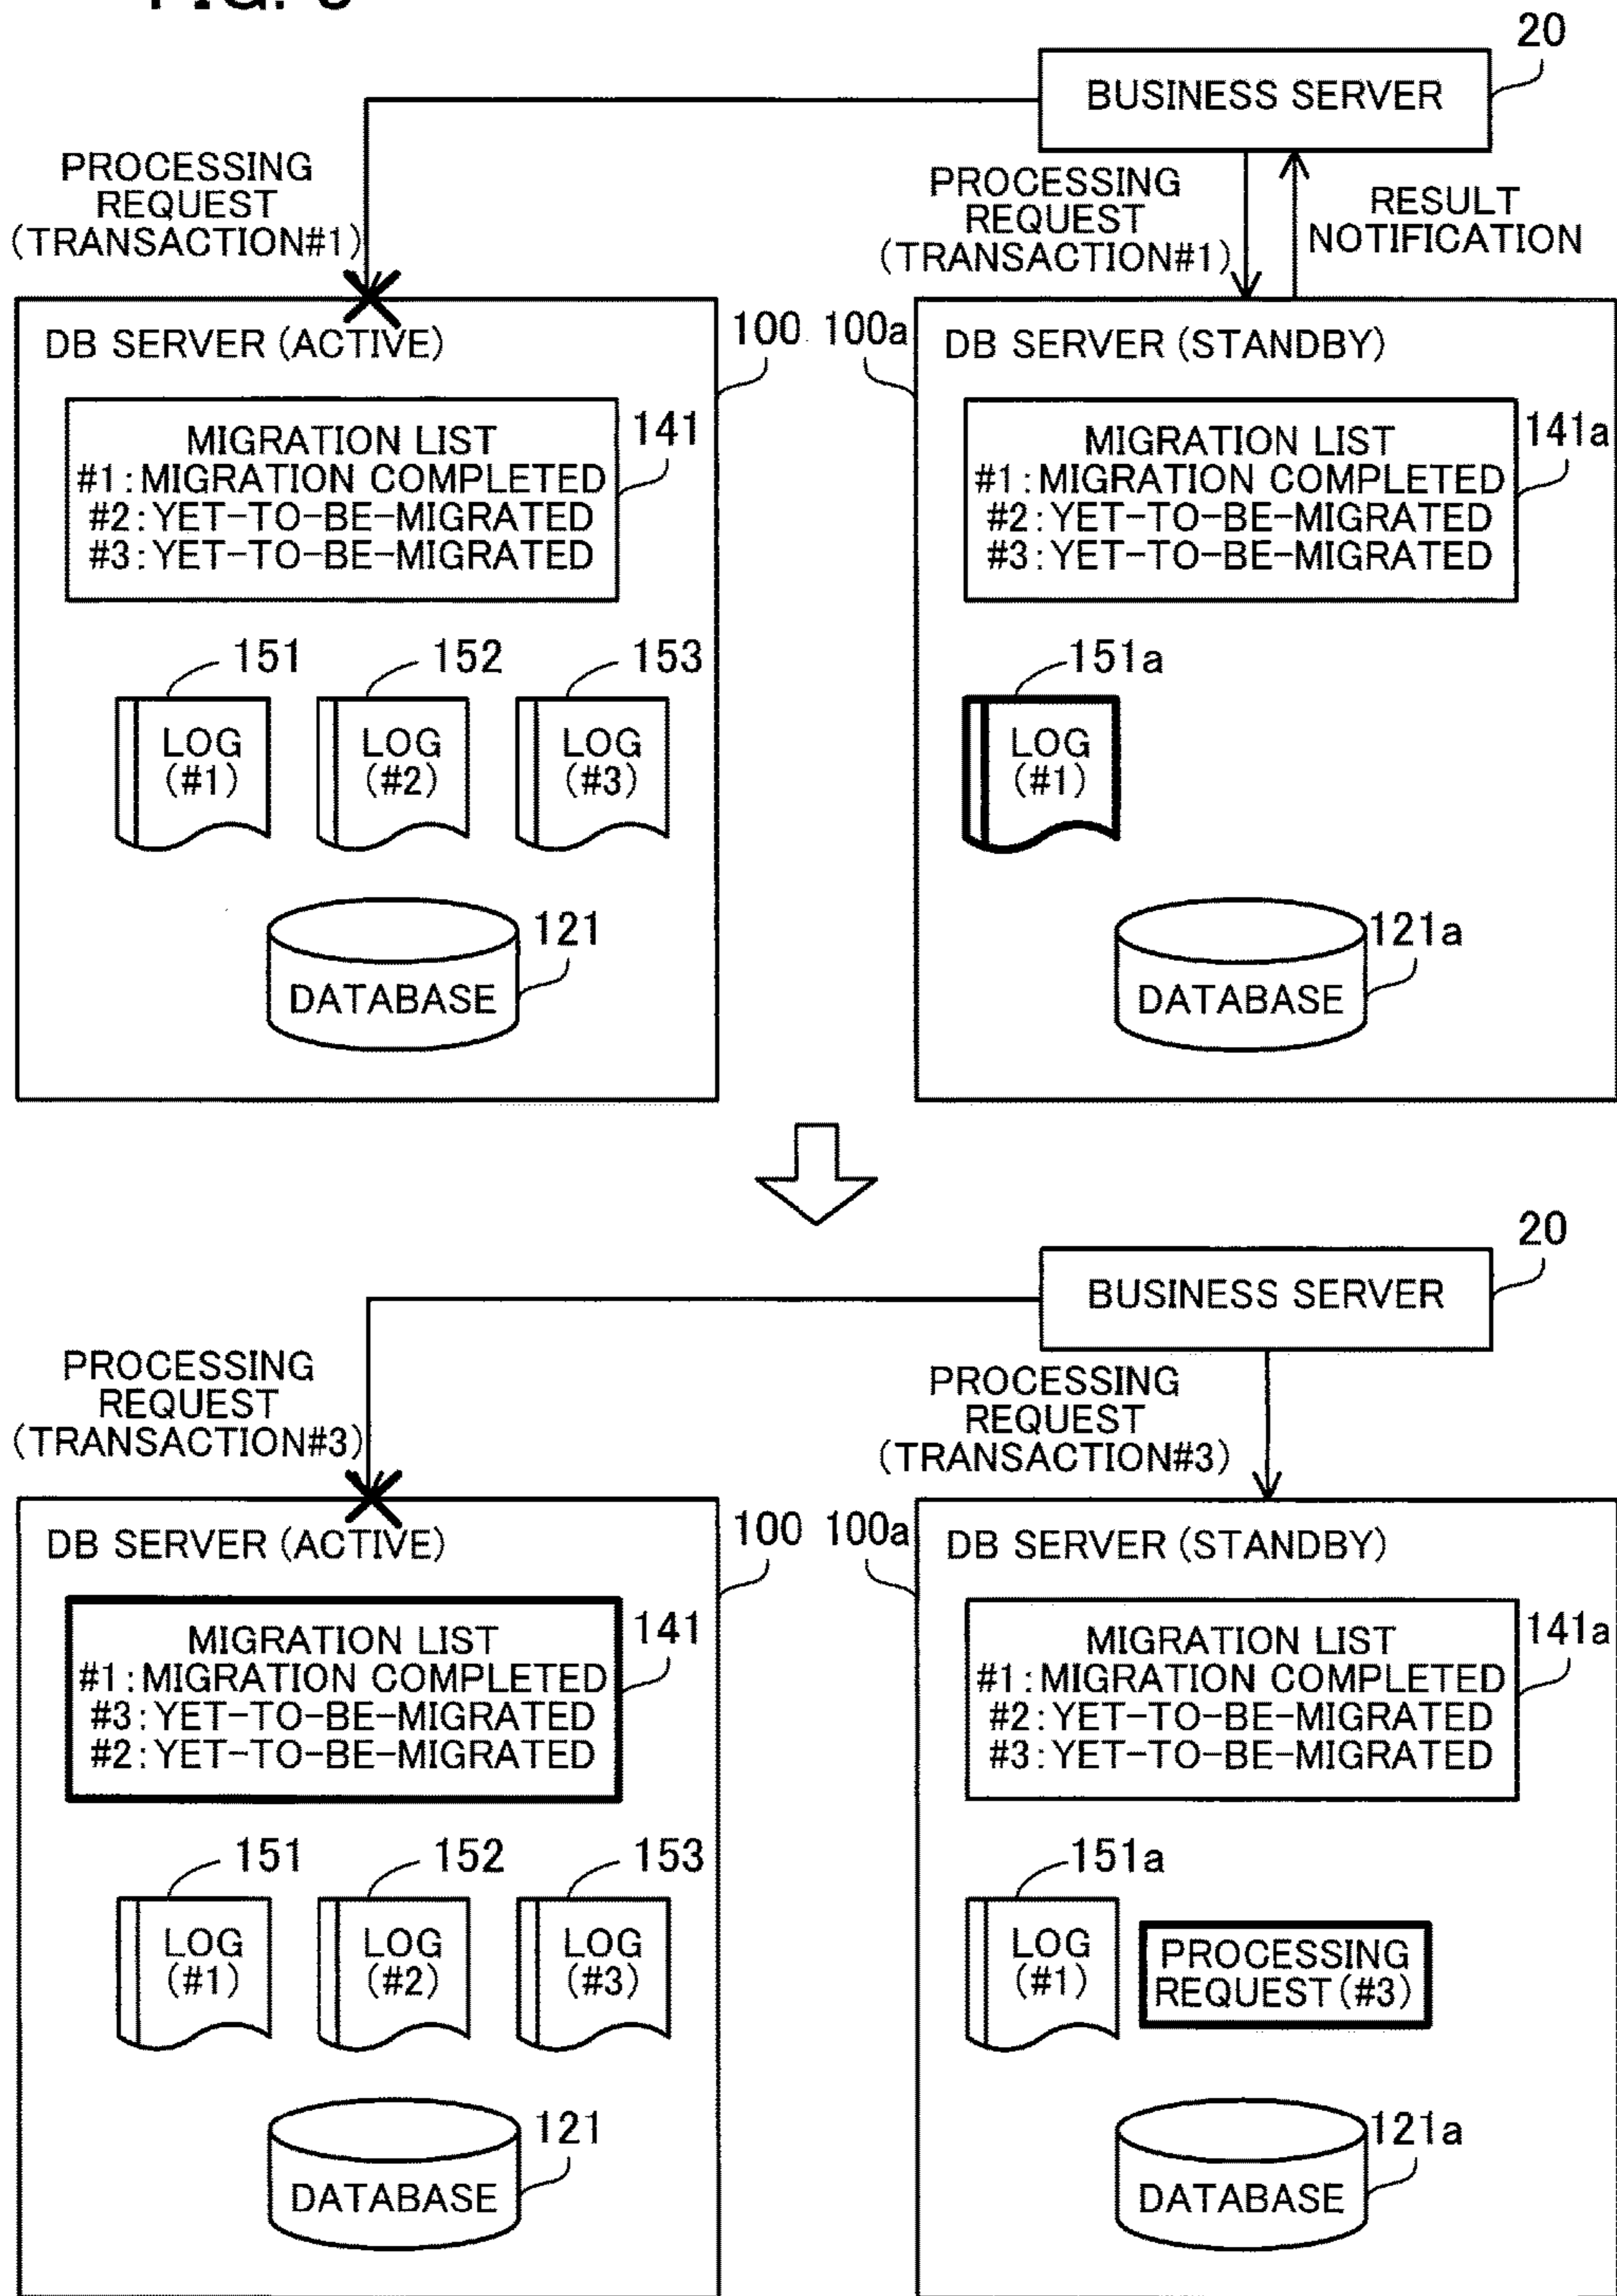 20
BUSINESS SERVER
PROCESSING
REQUEST
(TRANSACTION#1)
PROCESSING
REQUEST
(TRANSACTION#1)
RESULT
NOTIFICATION
DB SERVER (ACTIVE)
100
100a
DB SERVER (STANDBY)
MIGRATION LIST
#1:MIGRATION COMPLETED
#2:YET-TO-BE-MIGRATED
#3:YET-TO-BE-MIGRATED
141
MIGRATION LIST
#1:MIGRATION COMPLETED
#2:YET-TO-BE-MIGRATED
#3:YET-TO-BE-MIGRATED
141a
151
LOG
(#1)
152
LOG
(#2)
153
LOG
(#3)
151a
LOG
(#1)
121
DATABASE
121a
DATABASE
20
BUSINESS SERVER
PROCESSING
REQUEST
(TRANSACTION#3)
PROCESSING
REQUEST
(TRANSACTION#3)
DB SERVER (ACTIVE)
100
100a
DB SERVER (STANDBY)
MIGRATION LIST
#1:MIGRATION COMPLETED
#3:YET-TO-BE-MIGRATED
#2:YET-TO-BE-MIGRATED
141
MIGRATION LIST
#1:MIGRATION COMPLETED
#2:YET-TO-BE-MIGRATED
#3:YET-TO-BE-MIGRATED
141a
151
LOG
(#1)
152
LOG
(#2)
153
LOG
(#3)
151a
LOG
(#1)
PROCESSING
REQUEST (#3)
121
DATABASE
121a
DATABASE